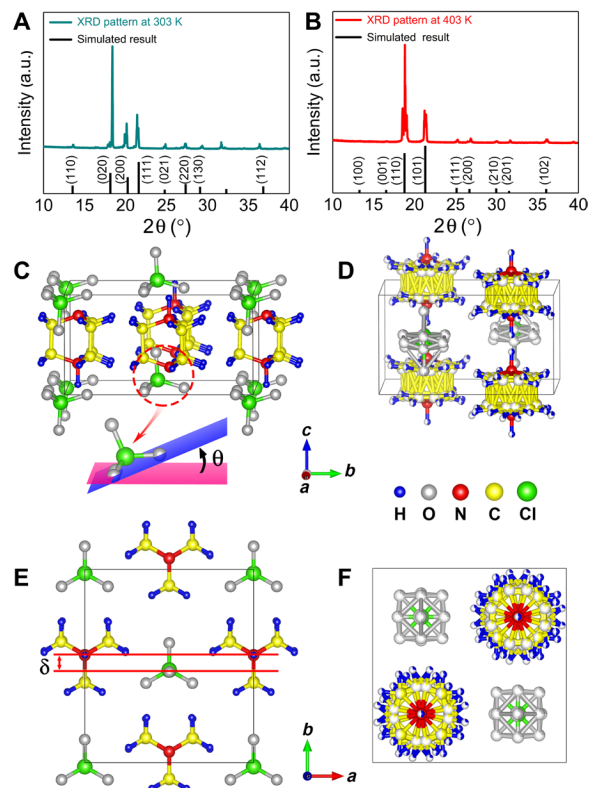 A
XRD pattern at 303 K
Simulated result
Intensity (a.u.)
(110)
(020)
(200)
(111)
(021)
(220)
(130)
(112)
10 15 20 25 30 35 40
2θ (°)
B
XRD pattern at 403 K
Simulated result
Intensity (a.u.)
(100)
(001)
(110)
(101)
(111)
(200)
(210)
(201)
(102)
10 15 20 25 30 35 40
2θ (°)
C
θ
D
c
b
a
H O N C Cl
E
δ
b
a
F